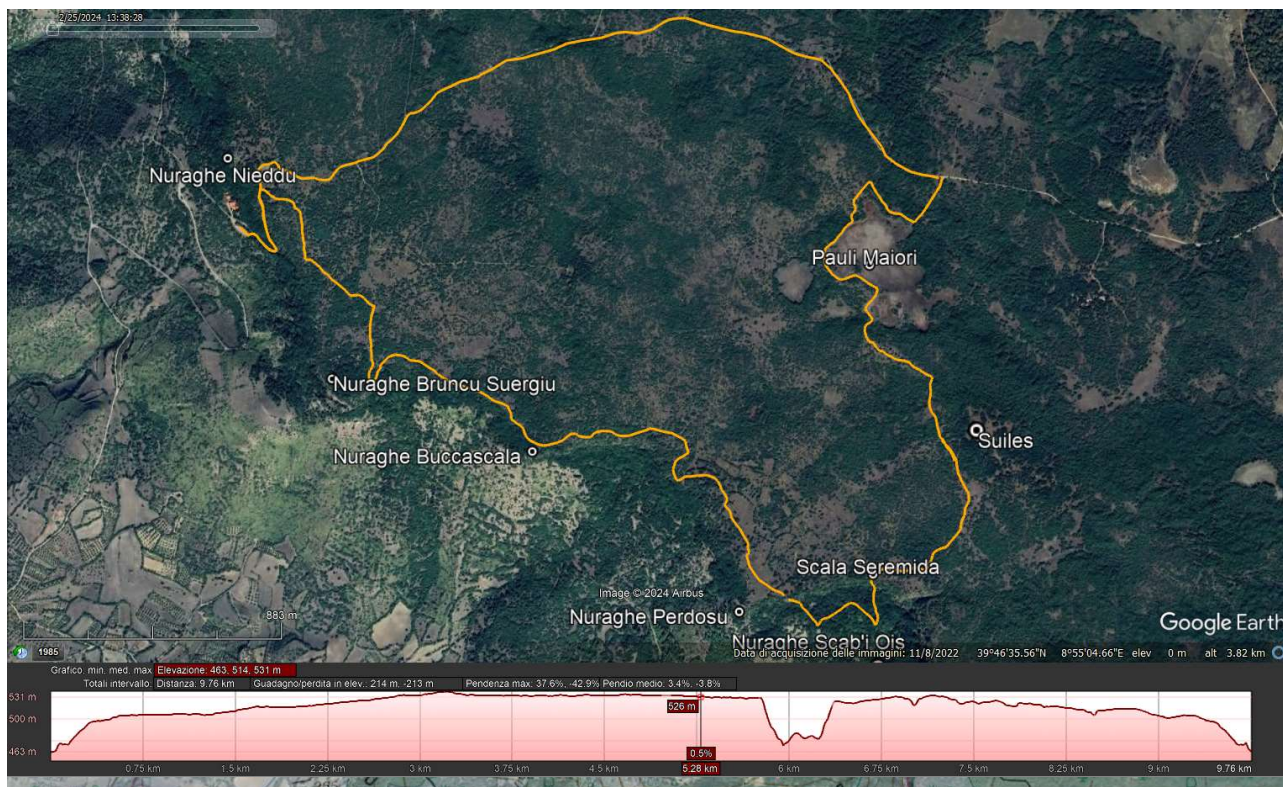 2/25/2024 13:38:28
Nuraghe Nieddu
Pauli Maiori
Nuraghe Bruncu Suergiu
Suiles
Nuraghe Buccascala
Scala Seremida
Image © 2024 Airbus
Nuraghe Perdosu
883 m
Google Earth
Nuraghe Scab'i Ois
1985
Data di acquisizione delle immagini: 11/8/2022 39°46'35.56"N 8°55'04.66"E elev 0 m alt 3.82 km
Grafico. min. med. max Elevazione: 463, 514, 531 m
Totali intervallo: Distanza: 9.76 km Guadagno/perdita in elev.: 214 m, -213 m Pendenza max: 37.6%, -42.9% Pendio medio: 3.4%, -3.8%
531 m
526 m
500 m
463 m
0.5%
0.75 km 1.5 km 2.25 km 3 km 3.75 km 4.5 km 5.28 km 6 km 6.75 km 7.5 km 8.25 km 9 km 9.76 km